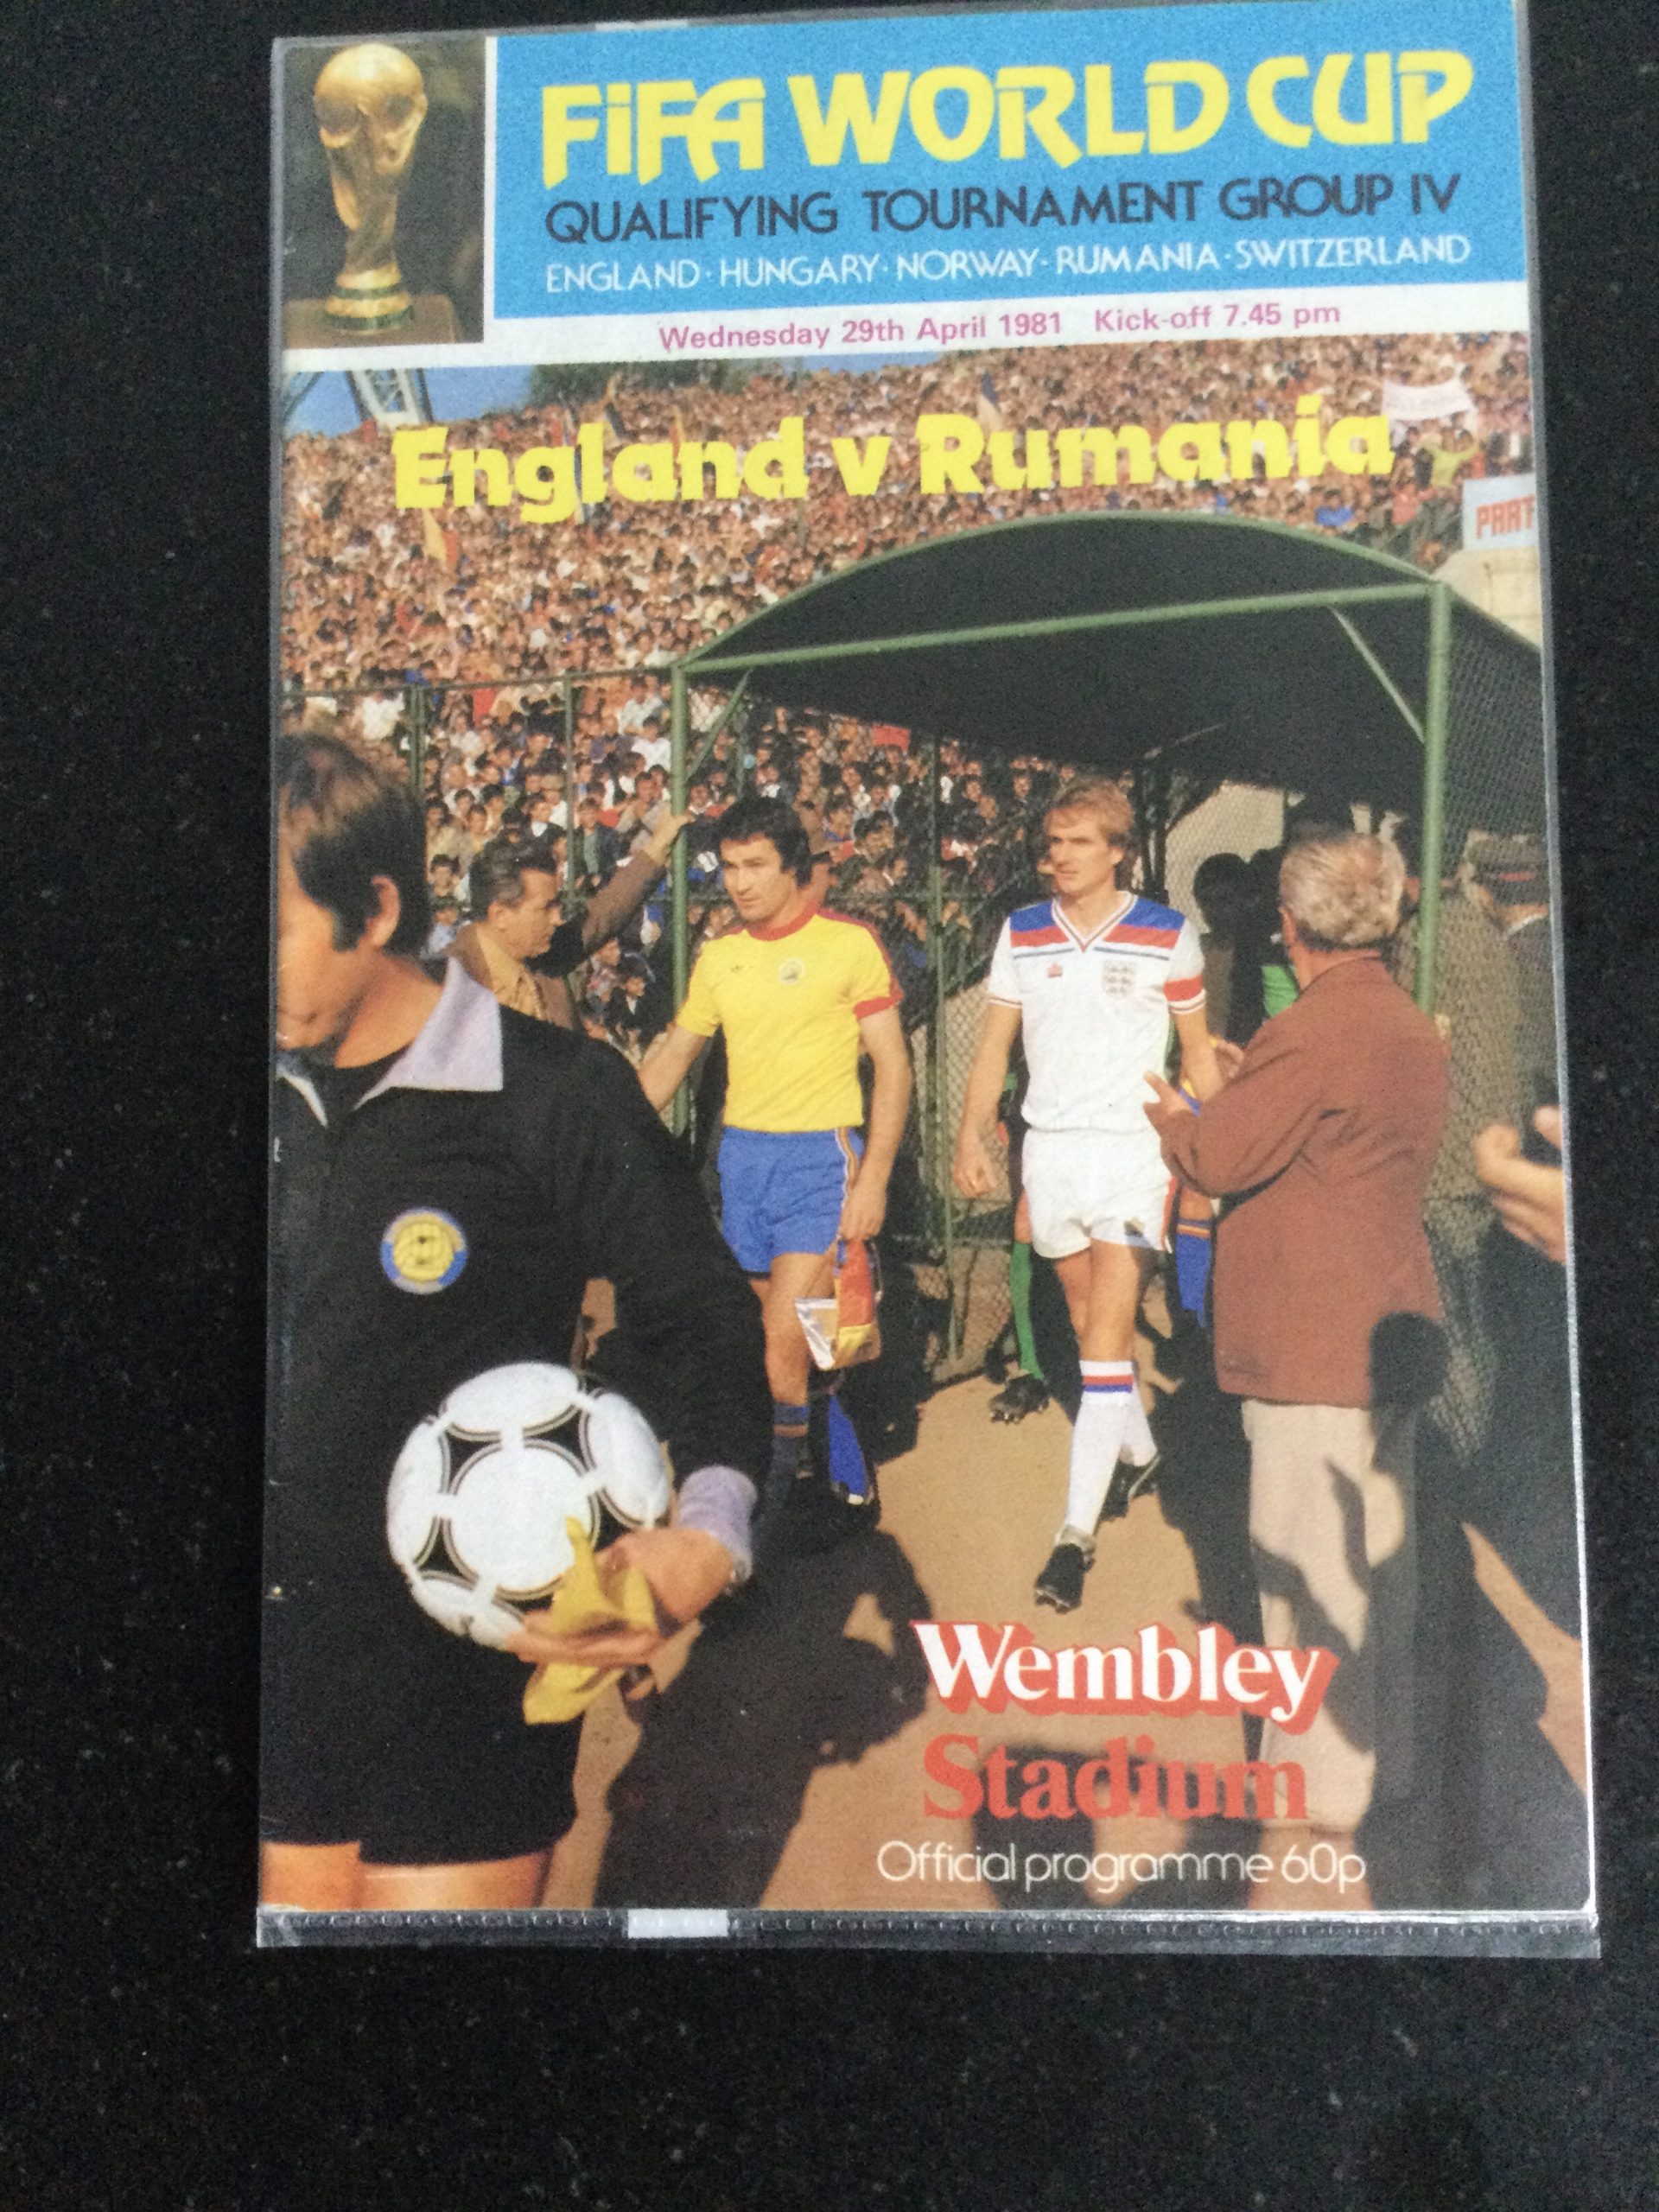 FiFA WORLD CUP
QUALIFYING TOURNAMENT GROUP IV
ENGLAND · HUNGARY · NORWAY · RUMANIA · SWITZERLAND
Wednesday 29th April 1981 Kick-off 7.45 pm
England v Rumania
PART
Wembley
Stadium
Official programme 60p